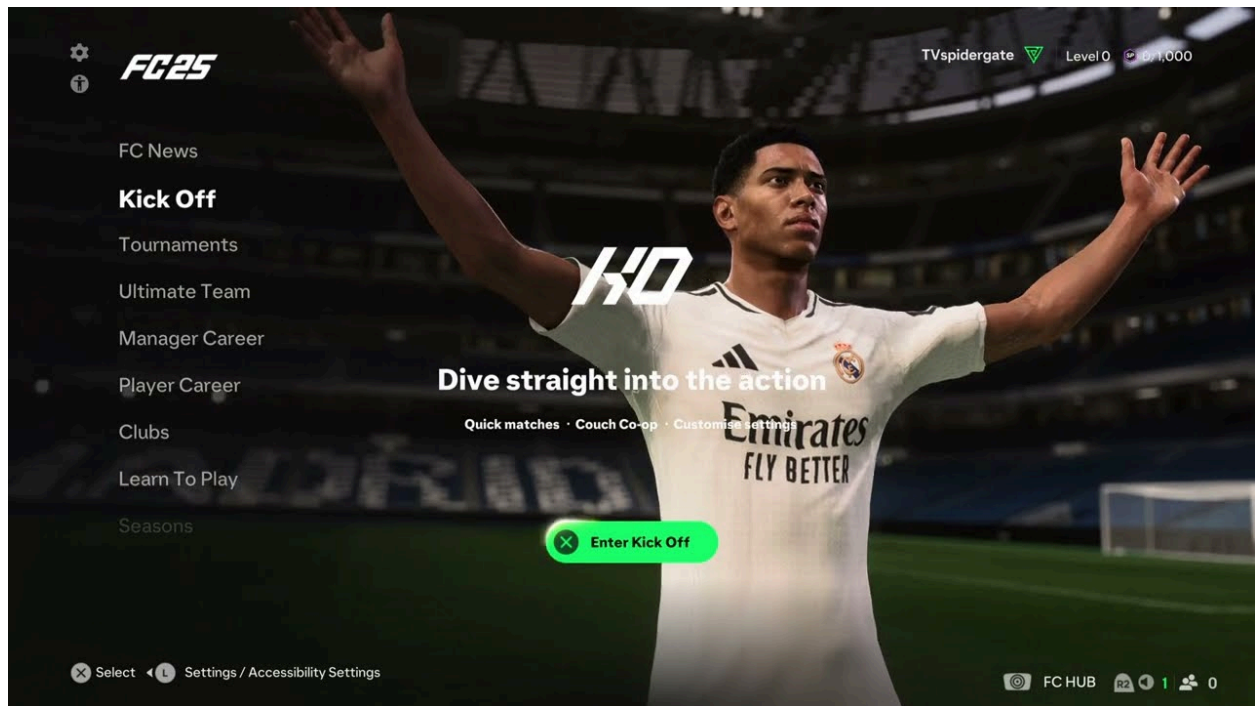 FC25
TVspidergate Level 0 SP 0/1,000
FC News
Kick Off
Tournaments
Ultimate Team
Manager Career
Player Career
Clubs
Learn To Play
Seasons
KO
Dive straight into the action
Quick matches · Couch Co-op · Customise settings
Emirates
FLY BETTER
ADRID
Enter Kick Off
Select L Settings / Accessibility Settings
FC HUB R2 1 0